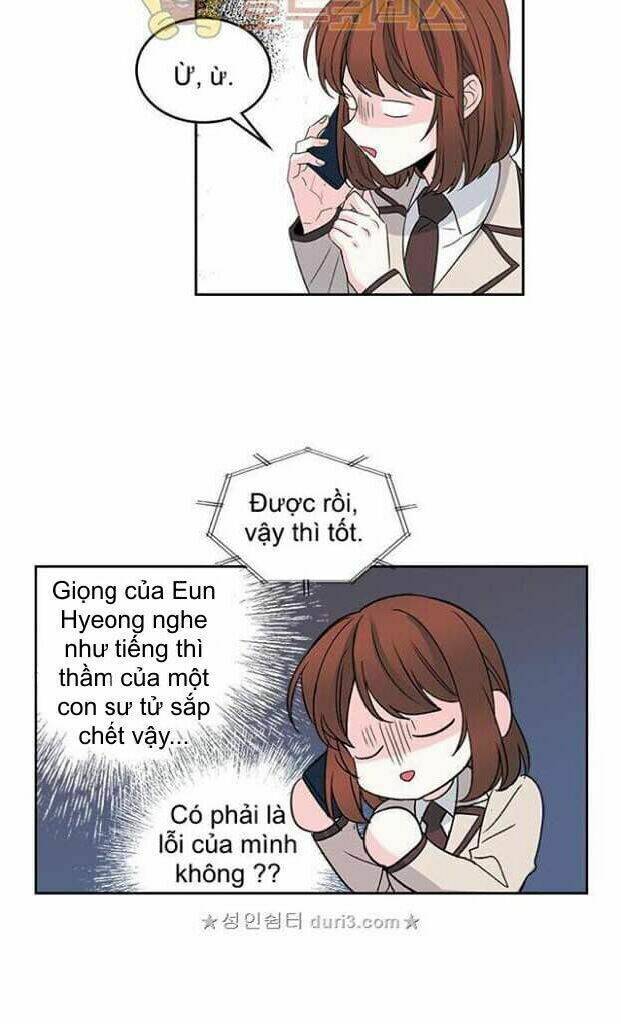 Ừ, ừ.
Được rồi,
vậy thì tốt.
Giọng của Eun
Hyeong nghe
như tiếng thì
thầm của một
con sư tử sắp
chết vậy...
Có phải là
lỗi của mình
không ??
★성인쉼터 duri3.com★